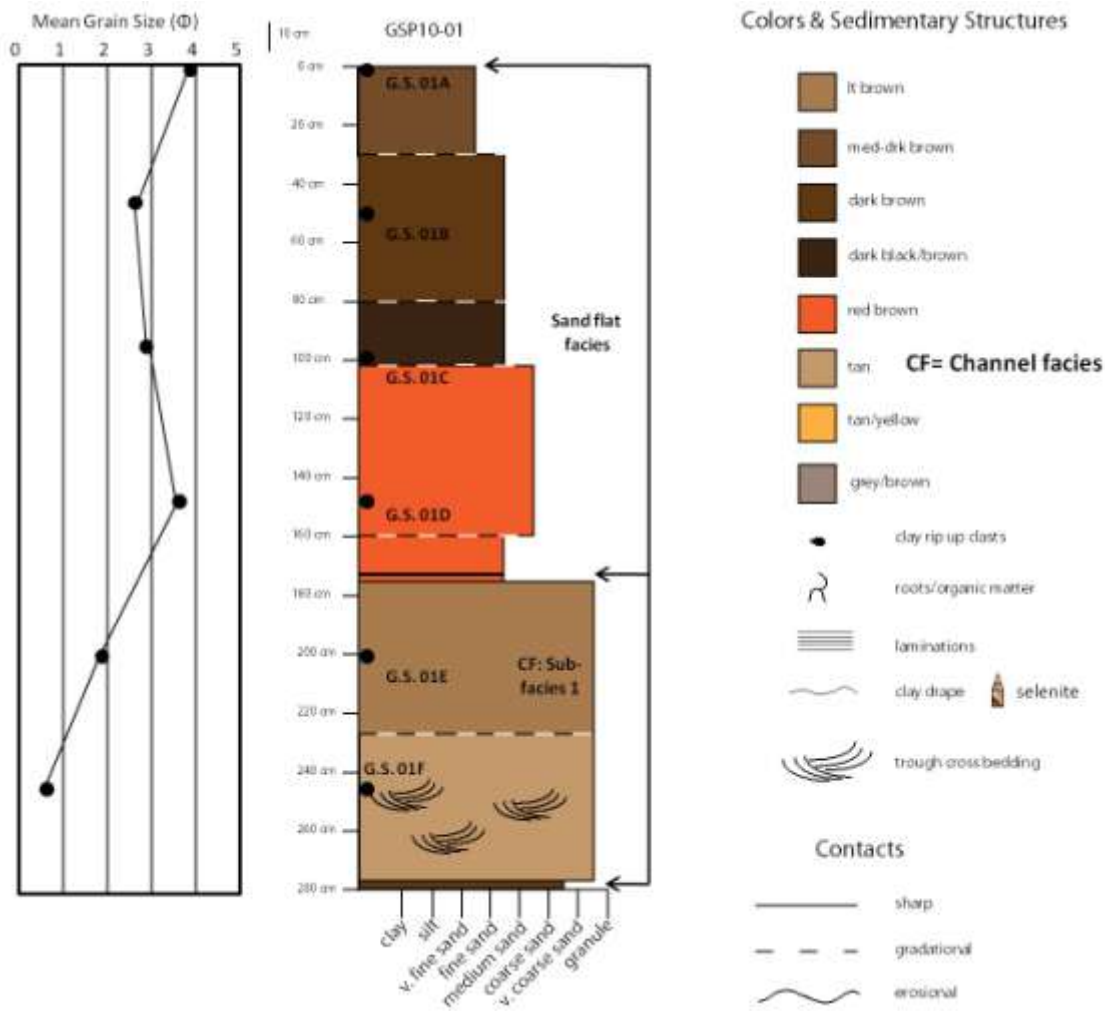 Mean Grain Size (Φ)
0 1 2 3 4 5
10 cm
GSP10-01
0 cm
G.S. 01A
20 cm
40 cm
G.S. 01B
60 cm
80 cm
100 cm
G.S. 01C
120 cm
140 cm
G.S. 01D
160 cm
180 cm
200 cm
G.S. 01E
220 cm
240 cm
G.S. 01F
260 cm
280 cm
Sand flat
facies
CF: Sub-
facies 1
clay
silt
v. fine sand
fine sand
medium sand
coarse sand
v. coarse sand
granule
Colors & Sedimentary Structures
lt brown
med-drk brown
dark brown
dark black/brown
red brown
tan
CF= Channel facies
tan/yellow
grey/brown
clay rip up clasts
roots/organic matter
laminations
clay drape
selenite
trough cross bedding
Contacts
sharp
gradational
erosional